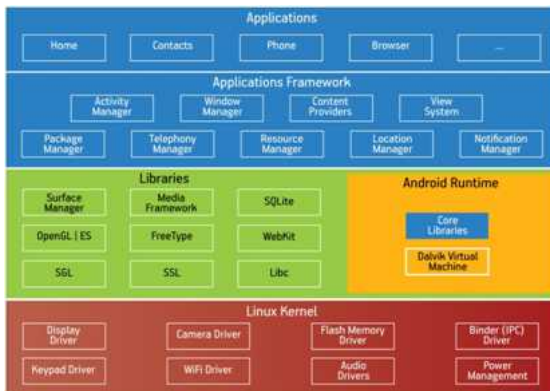 Applications
Home
Contacts
Phone
Browser
...
Applications Framework
Activity
Manager
Window
Manager
Content
Providers
View
System
Package
Manager
Telephony
Manager
Resource
Manager
Location
Manager
Notification
Manager
Libraries
Surface
Manager
Media
Framework
SQLite
OpenGL | ES
FreeType
WebKit
SGL
SSL
Libc
Android Runtime
Core
Libraries
Dalvik Virtual
Machine
Linux Kernel
Display
Driver
Camera Driver
Flash Memory
Driver
Binder (IPC)
Driver
Keypad Driver
WiFi Driver
Audio
Drivers
Power
Management